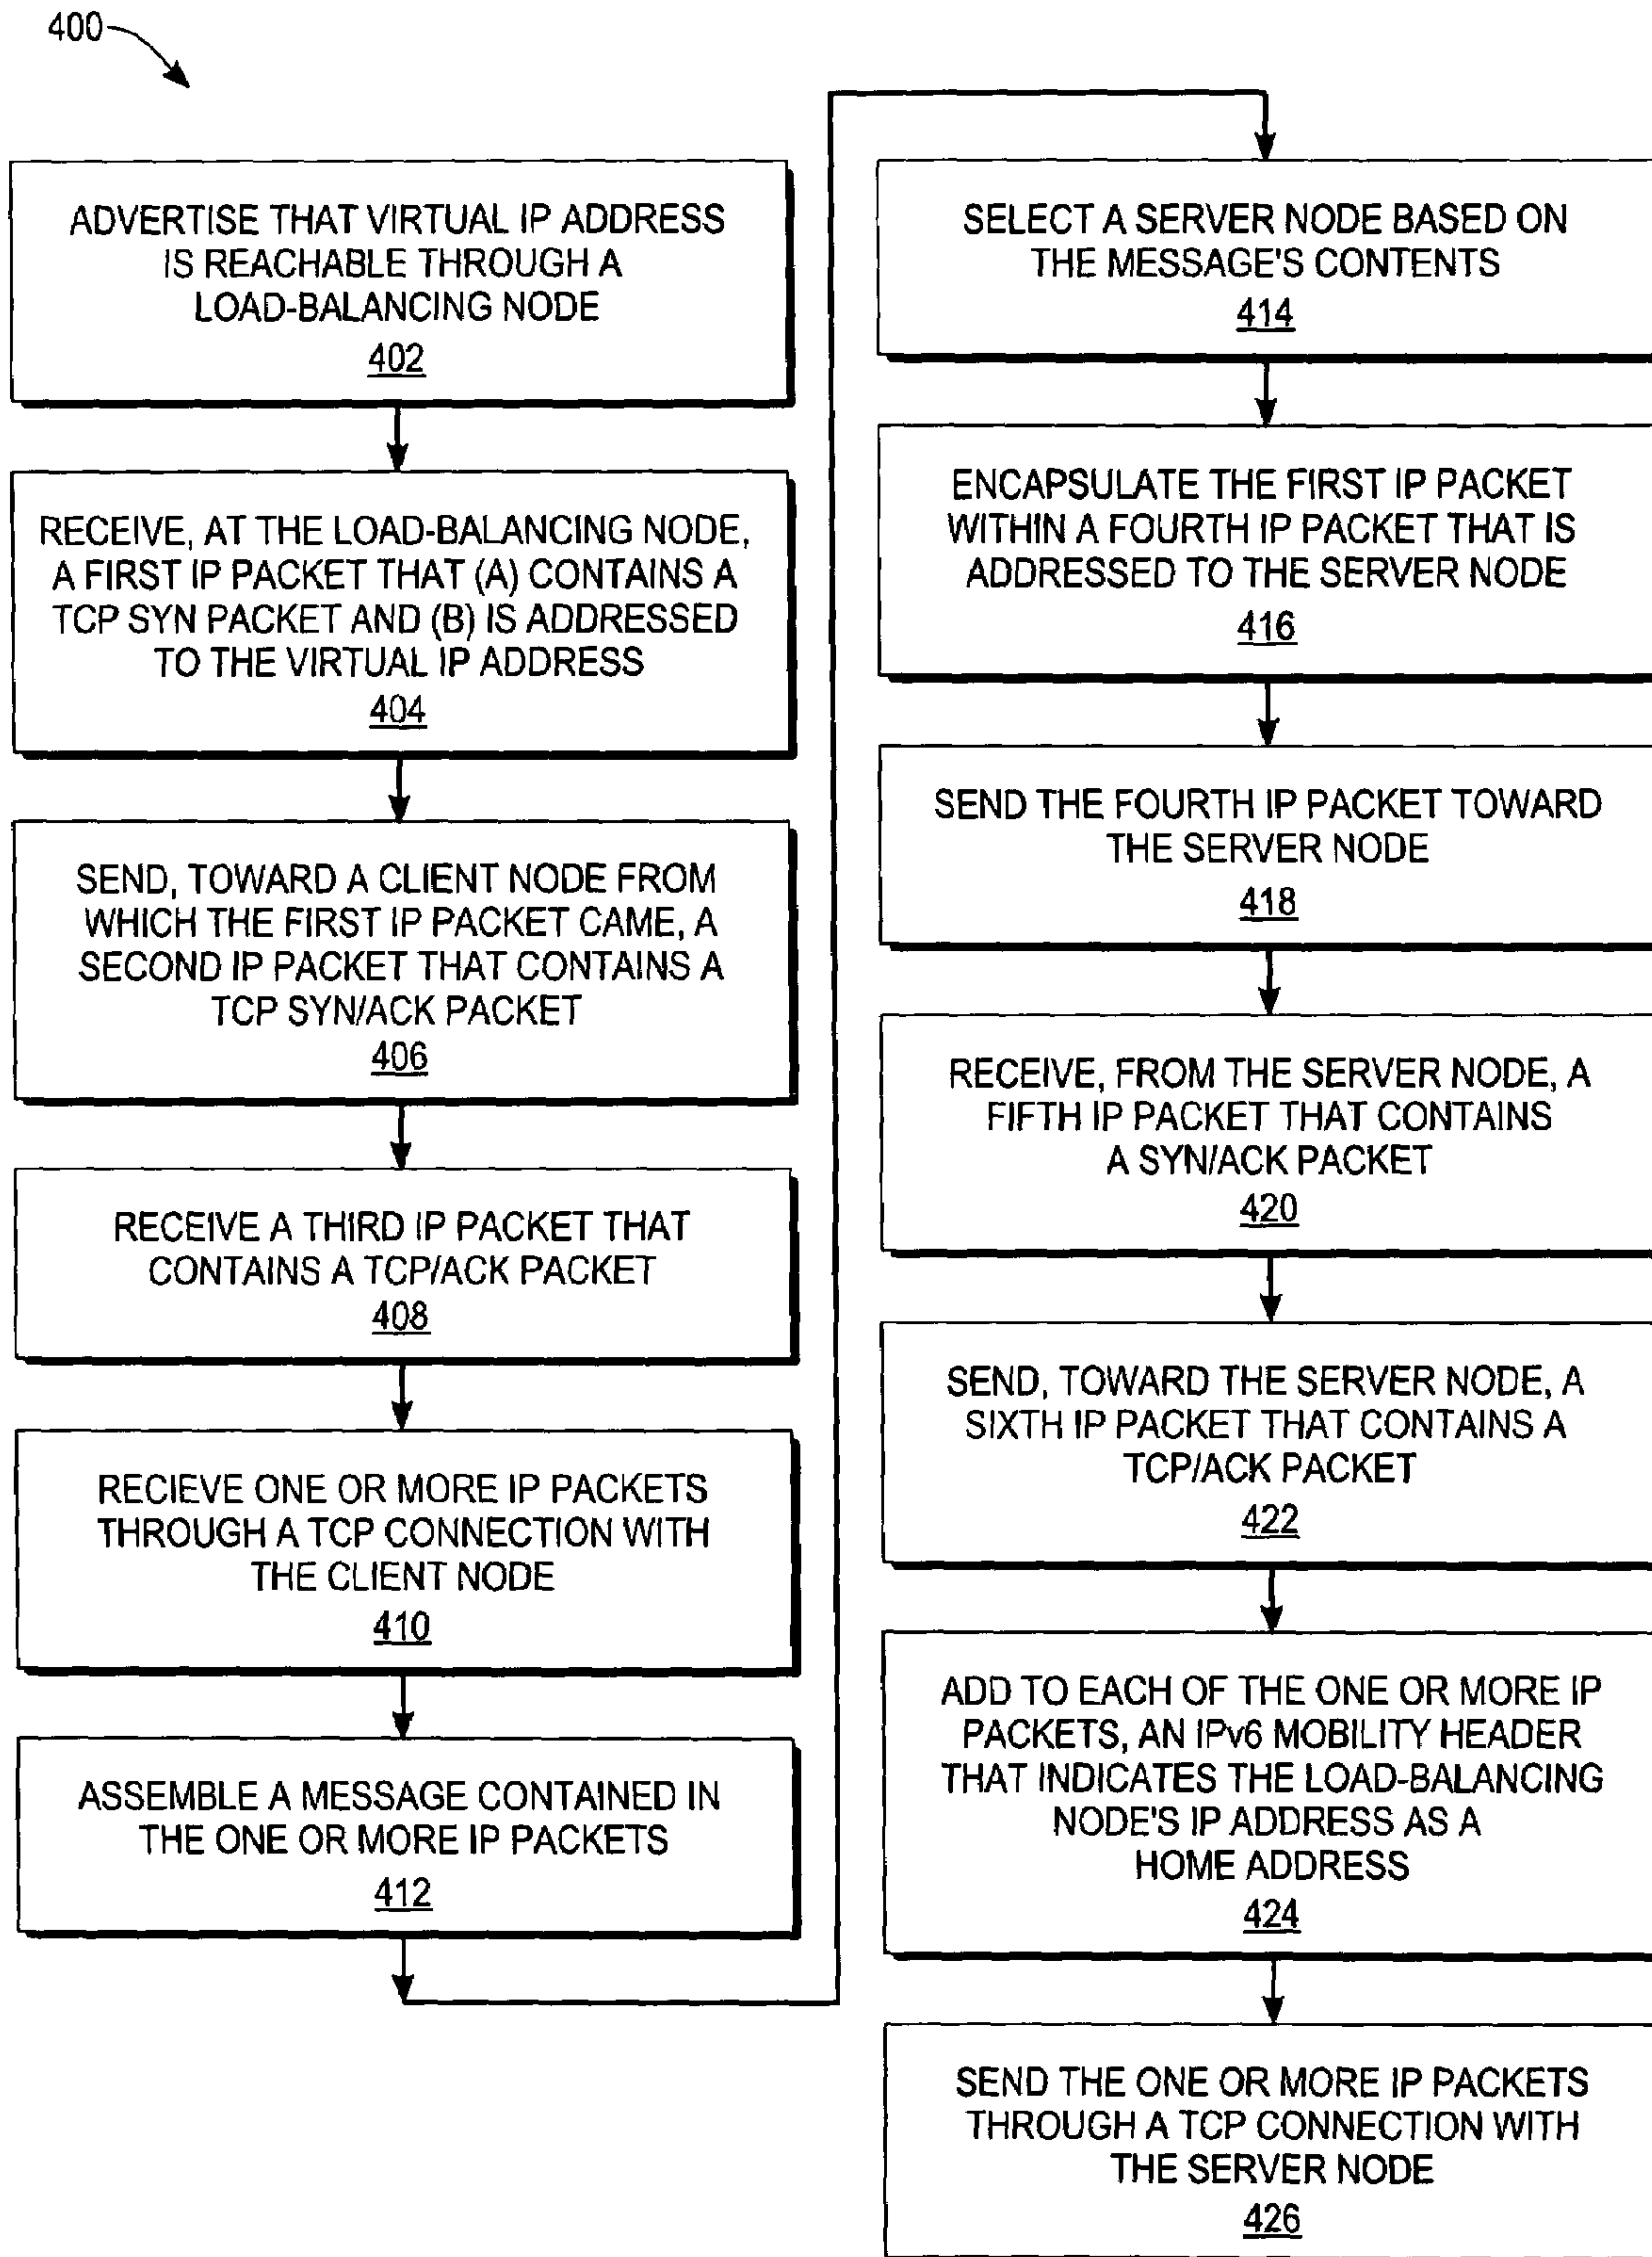 400
ADVERTISE THAT VIRTUAL IP ADDRESS
IS REACHABLE THROUGH A
LOAD-BALANCING NODE
402
RECEIVE, AT THE LOAD-BALANCING NODE,
A FIRST IP PACKET THAT (A) CONTAINS A
TCP SYN PACKET AND (B) IS ADDRESSED
TO THE VIRTUAL IP ADDRESS
404
SEND, TOWARD A CLIENT NODE FROM
WHICH THE FIRST IP PACKET CAME, A
SECOND IP PACKET THAT CONTAINS A
TCP SYN/ACK PACKET
406
RECEIVE A THIRD IP PACKET THAT
CONTAINS A TCP/ACK PACKET
408
RECIEVE ONE OR MORE IP PACKETS
THROUGH A TCP CONNECTION WITH
THE CLIENT NODE
410
ASSEMBLE A MESSAGE CONTAINED IN
THE ONE OR MORE IP PACKETS
412
SELECT A SERVER NODE BASED ON
THE MESSAGE'S CONTENTS
414
ENCAPSULATE THE FIRST IP PACKET
WITHIN A FOURTH IP PACKET THAT IS
ADDRESSED TO THE SERVER NODE
416
SEND THE FOURTH IP PACKET TOWARD
THE SERVER NODE
418
RECEIVE, FROM THE SERVER NODE, A
FIFTH IP PACKET THAT CONTAINS
A SYN/ACK PACKET
420
SEND, TOWARD THE SERVER NODE, A
SIXTH IP PACKET THAT CONTAINS A
TCP/ACK PACKET
422
ADD TO EACH OF THE ONE OR MORE IP
PACKETS, AN IPv6 MOBILITY HEADER
THAT INDICATES THE LOAD-BALANCING
NODE'S IP ADDRESS AS A
HOME ADDRESS
424
SEND THE ONE OR MORE IP PACKETS
THROUGH A TCP CONNECTION WITH
THE SERVER NODE
426